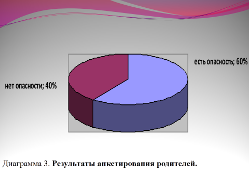 есть опасность; 60%
нет опасности; 40%
Диаграмма 3. Результаты анкетирования родителей.